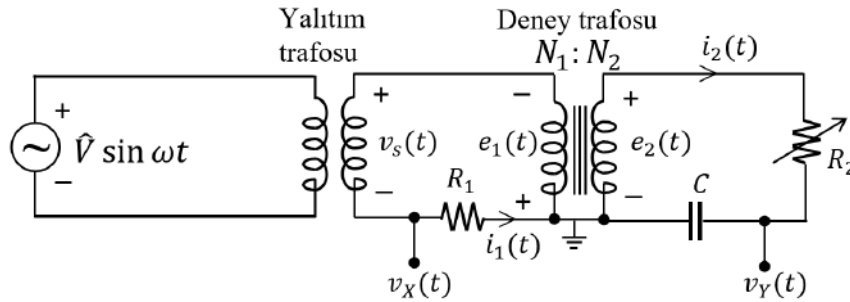 Yalıtım
trafosu
Deney trafosu
N₁: N₂
i₂(t)
+
−
~
V̂ sin ωt
+
−
vₛ(t)
−
+
e₁(t)
+
−
e₂(t)
R₁
i₁(t)
R₂
C
vX(t)
vY(t)